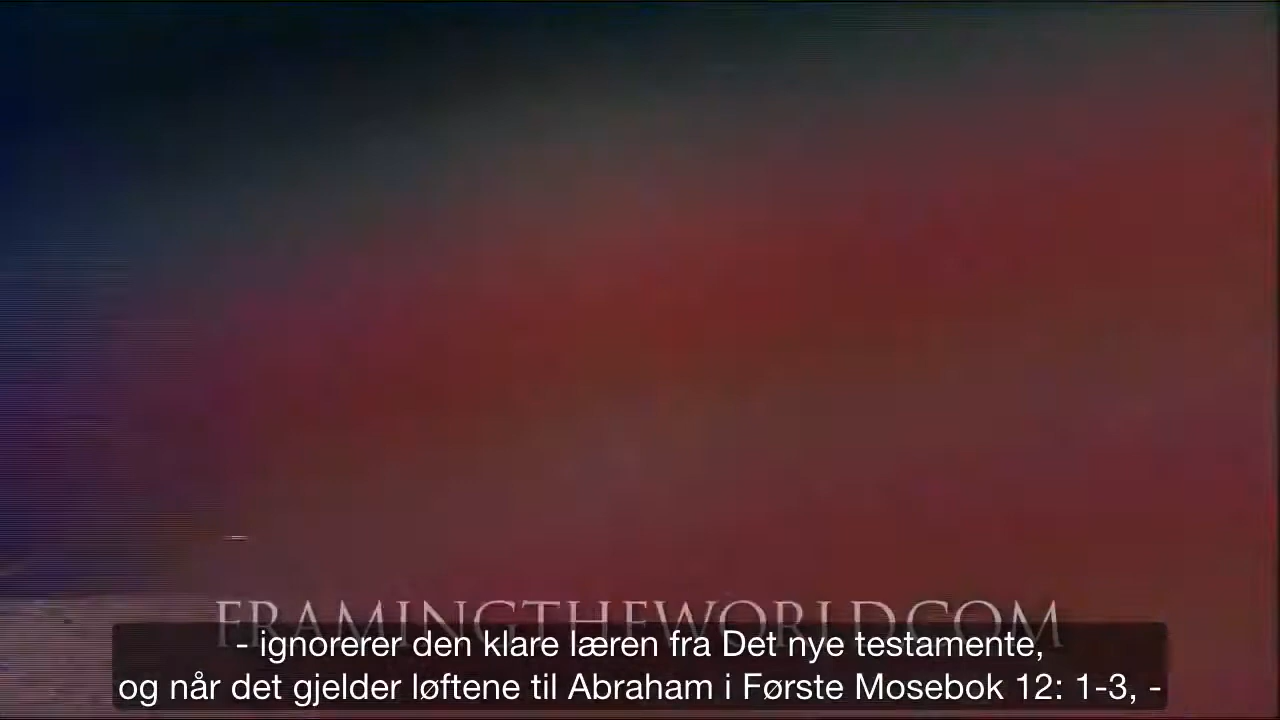 FRAMINGTHEWORLD.COM
- ignorerer den klare læren fra Det nye testamente,
og når det gjelder løftene til Abraham i Første Mosebok 12: 1-3, -